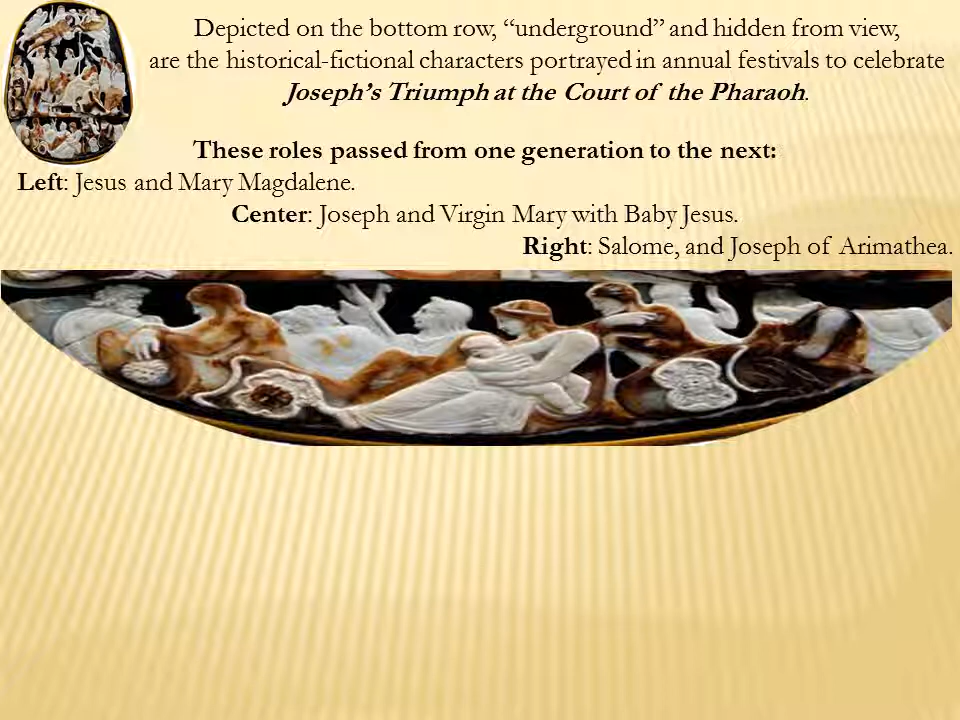 Depicted on the bottom row, “underground” and hidden from view,
are the historical-fictional characters portrayed in annual festivals to celebrate
Joseph’s Triumph at the Court of the Pharaoh.
These roles passed from one generation to the next:
Left: Jesus and Mary Magdalene.
Center: Joseph and Virgin Mary with Baby Jesus.
Right: Salome, and Joseph of Arimathea.